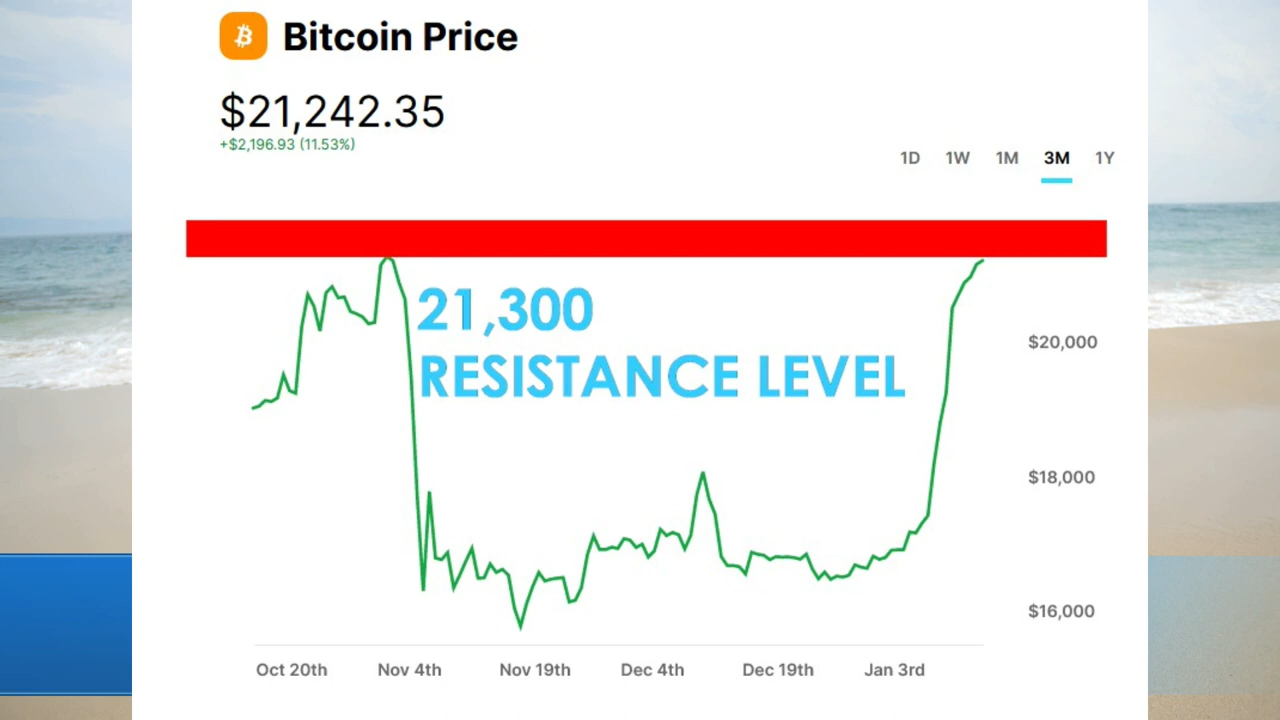 Bitcoin Price
$21,242.35
+$2,196.93 (11.53%)
1D 1W 1M 3M 1Y
21,300
RESISTANCE LEVEL
$20,000
$18,000
$16,000
Oct 20th Nov 4th Nov 19th Dec 4th Dec 19th Jan 3rd